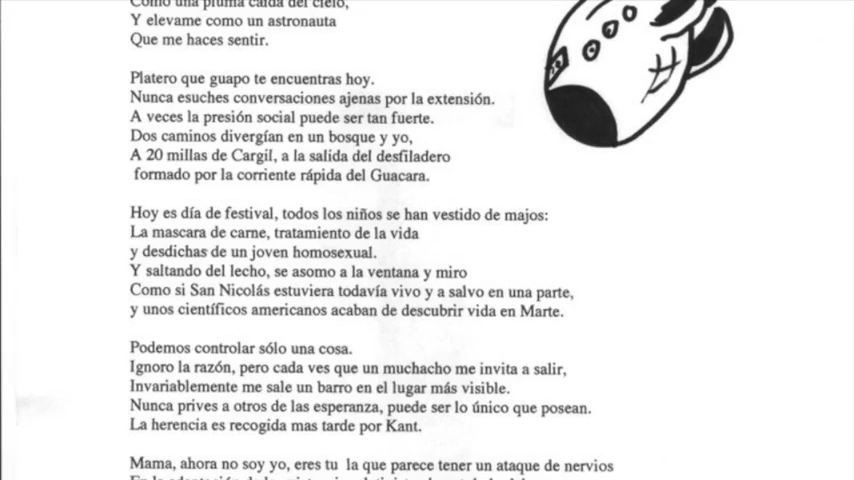 Como una pluma caída del cielo,
Y elevame como un astronauta
Que me haces sentir.
Platero que guapo te encuentras hoy.
Nunca esuches conversaciones ajenas por la extensión.
A veces la presión social puede ser tan fuerte.
Dos caminos divergían en un bosque y yo,
A 20 millas de Cargil, a la salida del desfiladero
formado por la corriente rápida del Guacara.
Hoy es día de festival, todos los niños se han vestido de majos:
La mascara de carne, tratamiento de la vida
y desdichas de un joven homosexual.
Y saltando del lecho, se asomo a la ventana y miro
Como si San Nicolás estuviera todavía vivo y a salvo en una parte,
y unos científicos americanos acaban de descubrir vida en Marte.
Podemos controlar sólo una cosa.
Ignoro la razón, pero cada ves que un muchacho me invita a salir,
Invariablemente me sale un barro en el lugar más visible.
Nunca prives a otros de las esperanza, puede ser lo único que posean.
La herencia es recogida mas tarde por Kant.
Mama, ahora no soy yo, eres tu la que parece tener un ataque de nervios